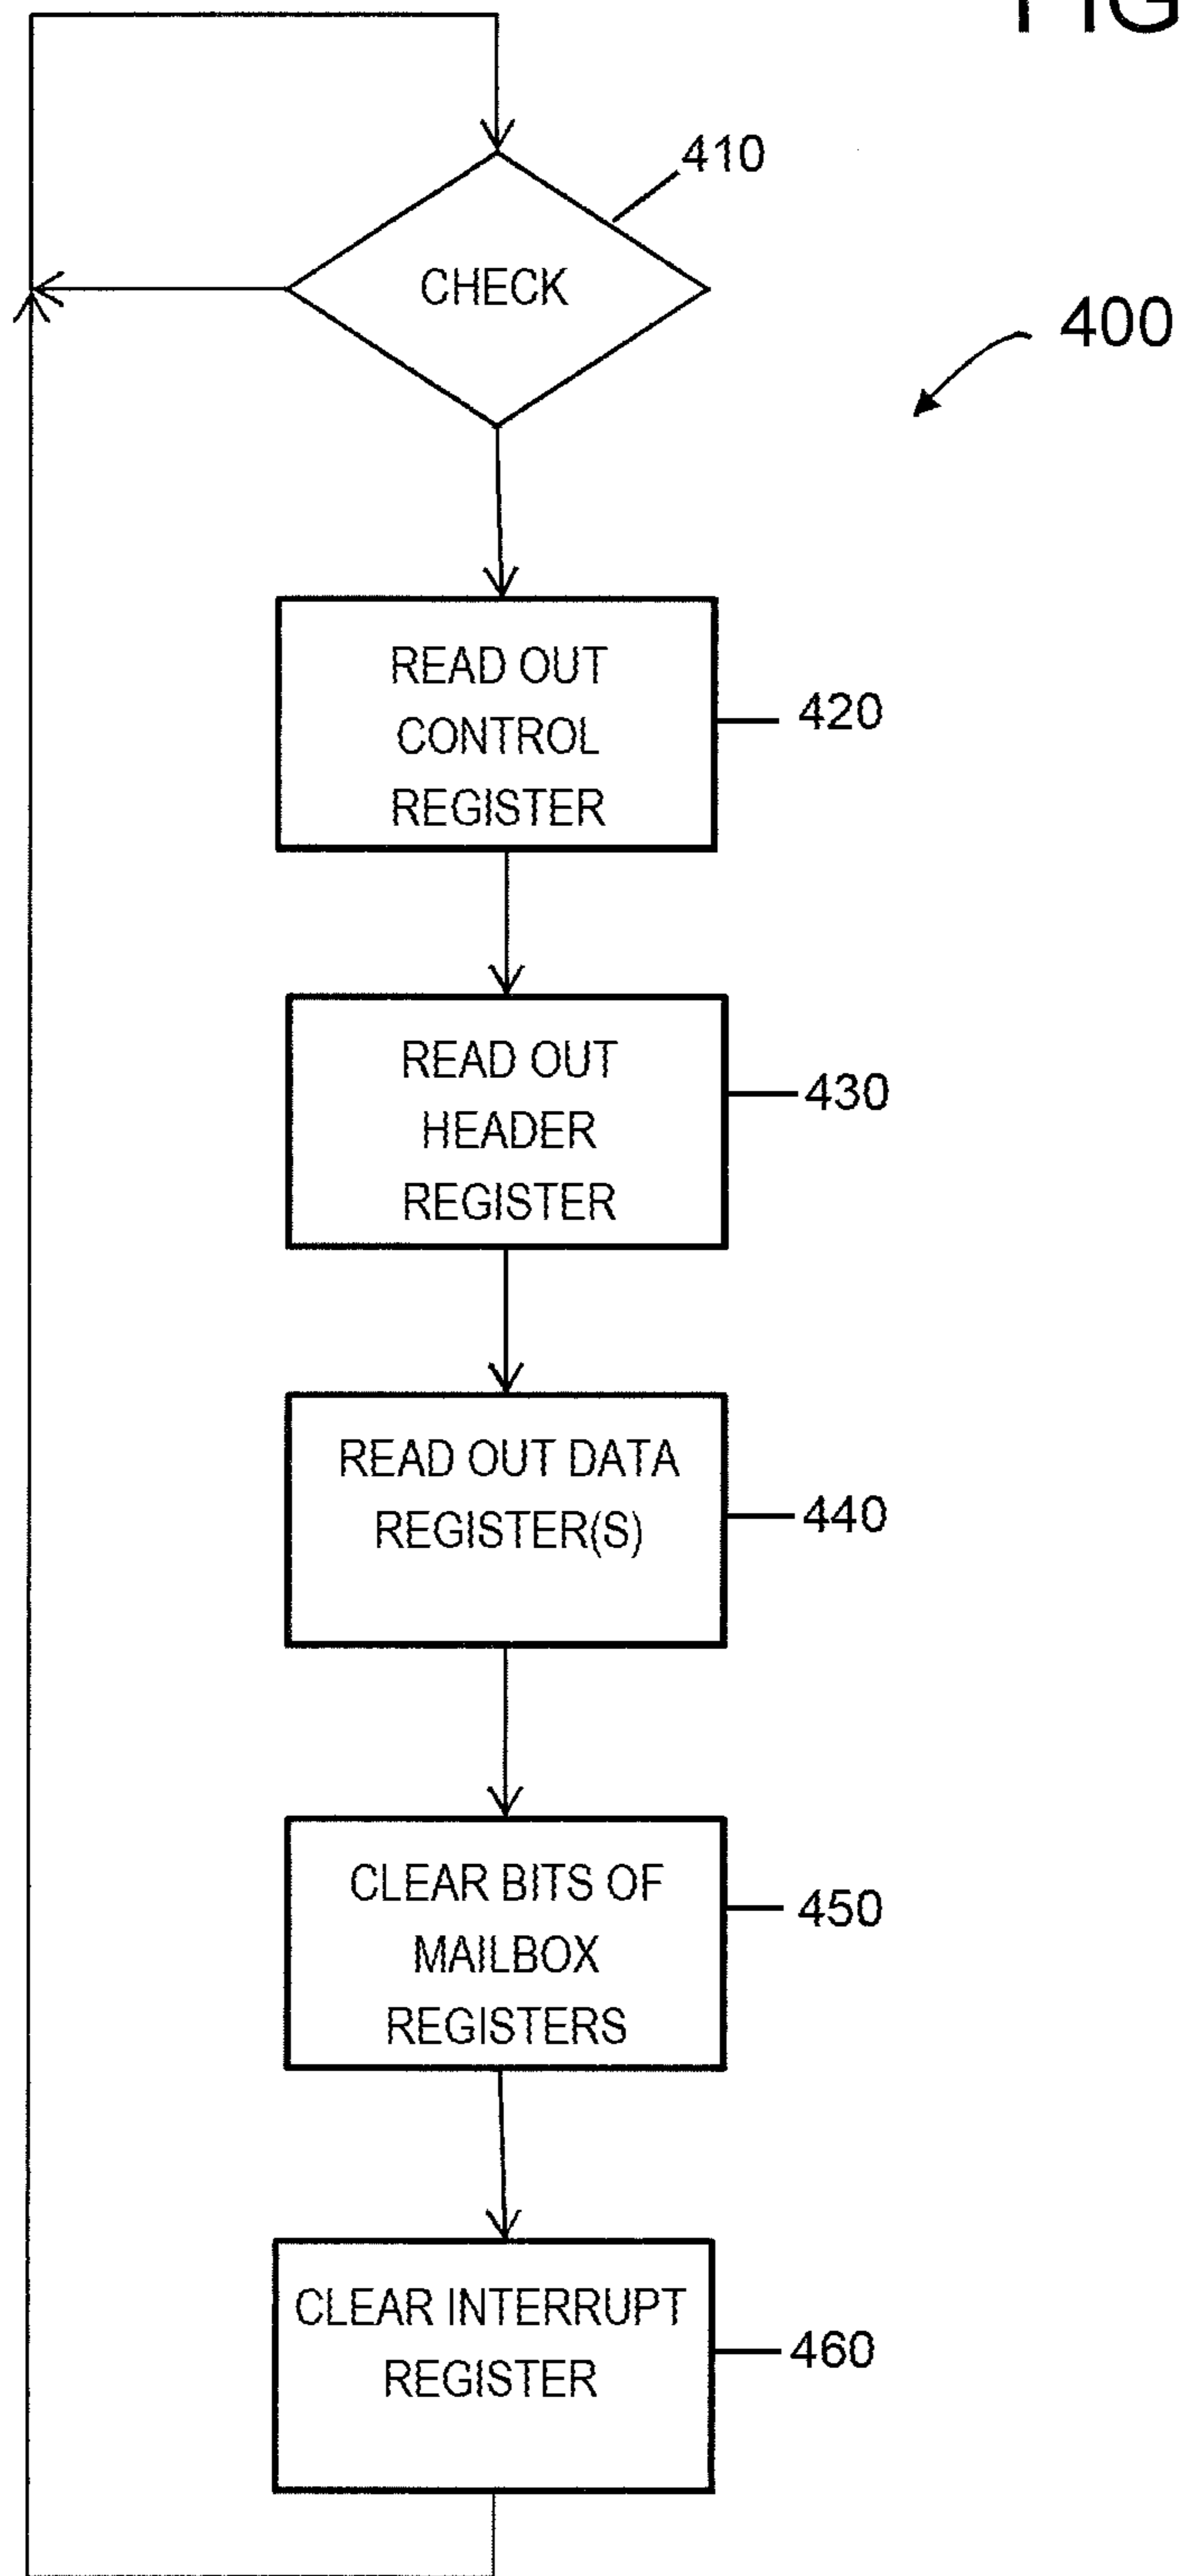 FIG
410
CHECK
400
READ OUT
CONTROL
REGISTER
420
READ OUT
HEADER
REGISTER
430
READ OUT DATA
REGISTER(S)
440
CLEAR BITS OF
MAILBOX
REGISTERS
450
CLEAR INTERRUPT
REGISTER
460